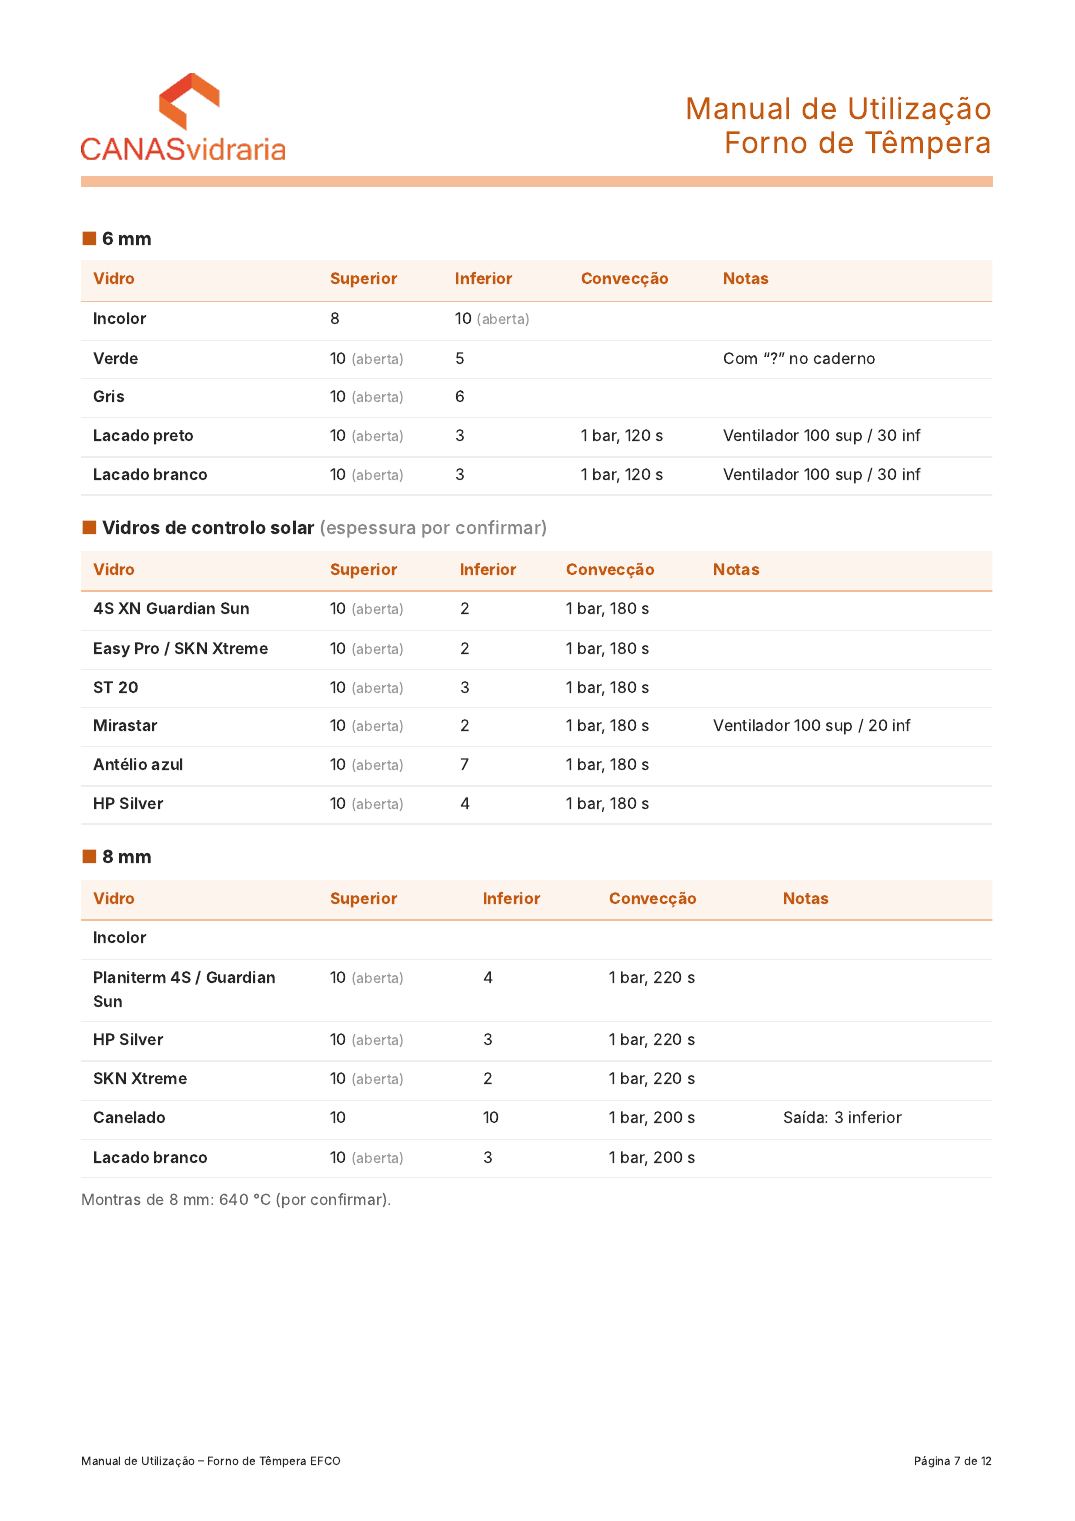 CANASvidraria
Manual de Utilização
Forno de Têmpera
6 mm
Vidro Superior Inferior Convecção Notas
Incolor 8 10 (aberta)
Verde 10 (aberta) 5 Com “?” no caderno
Gris 10 (aberta) 6
Lacado preto 10 (aberta) 3 1 bar, 120 s Ventilador 100 sup / 30 inf
Lacado branco 10 (aberta) 3 1 bar, 120 s Ventilador 100 sup / 30 inf
Vidros de controlo solar (espessura por confirmar)
Vidro Superior Inferior Convecção Notas
4S XN Guardian Sun 10 (aberta) 2 1 bar, 180 s
Easy Pro / SKN Xtreme 10 (aberta) 2 1 bar, 180 s
ST 20 10 (aberta) 3 1 bar, 180 s
Mirastar 10 (aberta) 2 1 bar, 180 s Ventilador 100 sup / 20 inf
Antélio azul 10 (aberta) 7 1 bar, 180 s
HP Silver 10 (aberta) 4 1 bar, 180 s
8 mm
Vidro Superior Inferior Convecção Notas
Incolor
Planiterm 4S / Guardian 10 (aberta) 4 1 bar, 220 s
Sun
HP Silver 10 (aberta) 3 1 bar, 220 s
SKN Xtreme 10 (aberta) 2 1 bar, 220 s
Canelado 10 10 1 bar, 200 s Saída: 3 inferior
Lacado branco 10 (aberta) 3 1 bar, 200 s
Montras de 8 mm: 640 °C (por confirmar).
Manual de Utilização – Forno de Têmpera EFCO Página 7 de 12